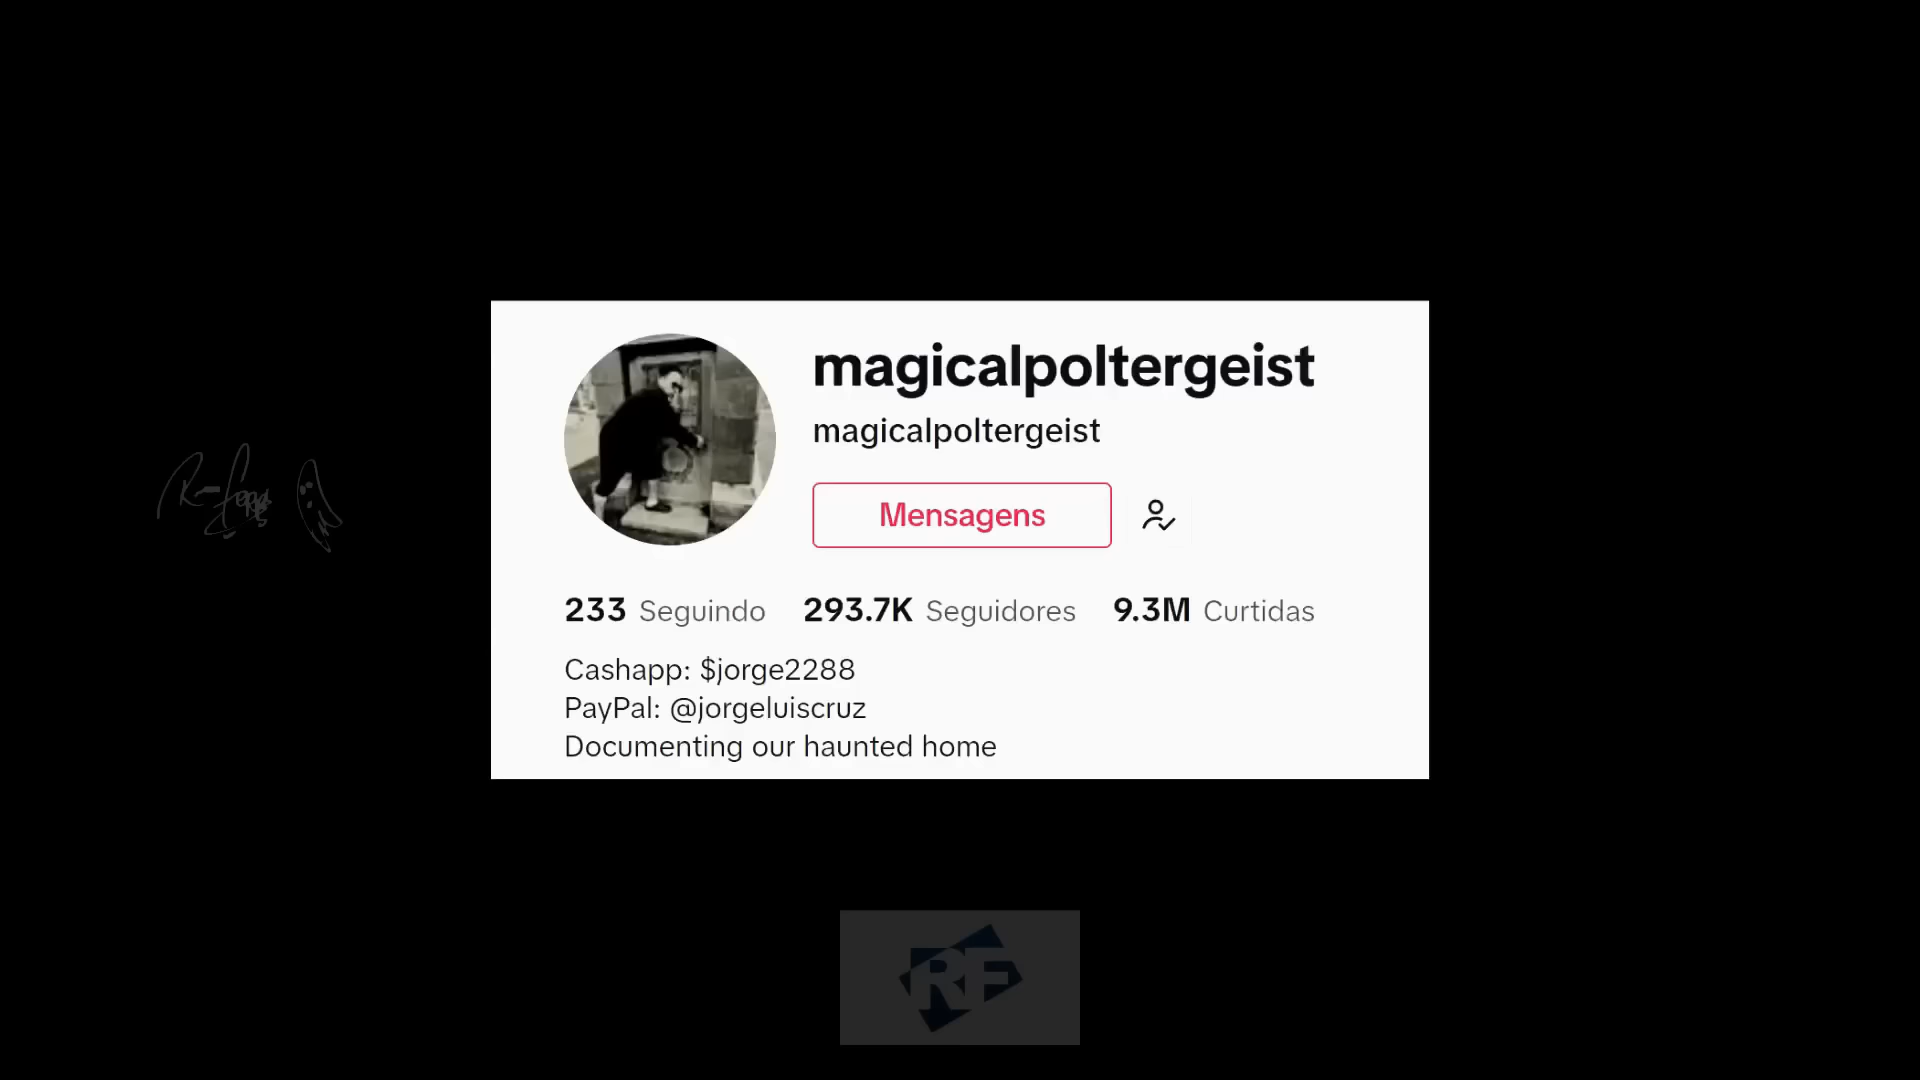 magicalpoltergeist
magicalpoltergeist
Mensagens
233 Seguindo 293.7K Seguidores 9.3M Curtidas
Cashapp: $jorge2288
PayPal: @jorgeluiscruz
Documenting our haunted home
RF